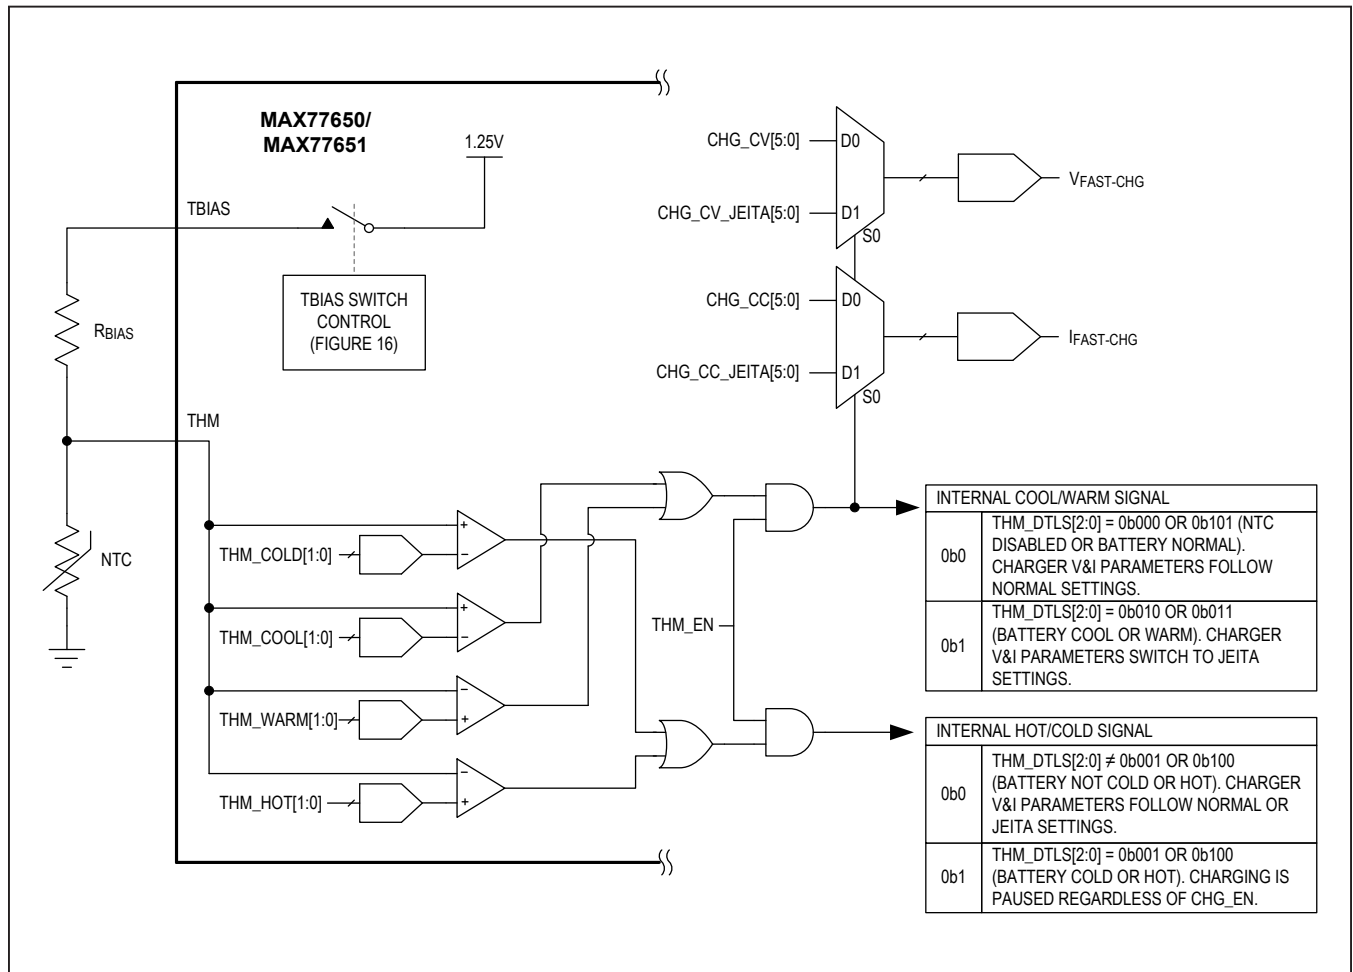 MAX77650/
MAX77651
1.25V
TBIAS
TBIAS SWITCH
CONTROL
(FIGURE 16)
RBIAS
THM
NTC
CHG_CV[5:0]
D0
CHG_CV_JEITA[5:0]
D1
S0
VFAST-CHG
CHG_CC[5:0]
D0
CHG_CC_JEITA[5:0]
D1
S0
IFAST-CHG
+
THM_COLD[1:0]
−
+
THM_COOL[1:0]
−
−
THM_WARM[1:0]
+
−
THM_HOT[1:0]
+
THM_EN
INTERNAL COOL/WARM SIGNAL
0b0
THM_DTLS[2:0] = 0b000 OR 0b101 (NTC
DISABLED OR BATTERY NORMAL).
CHARGER V&I PARAMETERS FOLLOW
NORMAL SETTINGS.
0b1
THM_DTLS[2:0] = 0b010 OR 0b011
(BATTERY COOL OR WARM). CHARGER
V&I PARAMETERS SWITCH TO JEITA
SETTINGS.
INTERNAL HOT/COLD SIGNAL
0b0
THM_DTLS[2:0] ≠ 0b001 OR 0b100
(BATTERY NOT COLD OR HOT). CHARGER
V&I PARAMETERS FOLLOW NORMAL OR
JEITA SETTINGS.
0b1
THM_DTLS[2:0] = 0b001 OR 0b100
(BATTERY COLD OR HOT). CHARGING IS
PAUSED REGARDLESS OF CHG_EN.